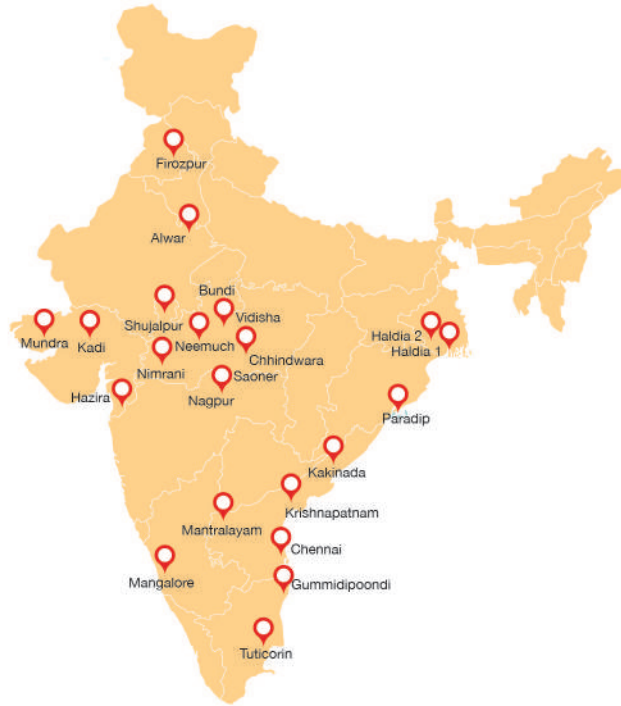 Firozpur
Alwar
Bundi
Shujalpur
Vidisha
Mundra
Kadi
Neemuch
Haldia 2
Haldia 1
Chhindwara
Nimrani
Saoner
Hazira
Nagpur
Paradip
Kakinada
Krishnapatnam
Mantralayam
Chennai
Mangalore
Gummidipoondi
Tuticorin